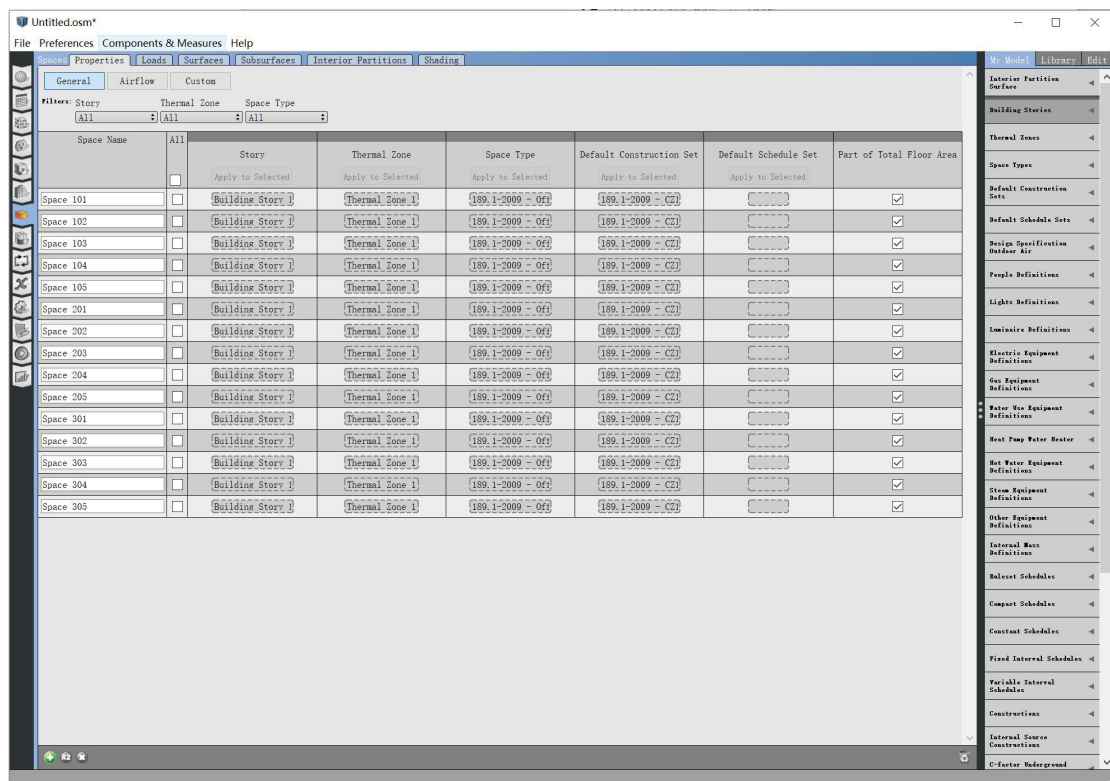 Untitled.osm*
File Preferences Components & Measures Help
Spaces Properties Loads Surfaces Subsurfaces Interior Partitions Shading
My Model Library Edit
General Airflow Custom
Filters: Story Thermal Zone Space Type
All All All
Space Name All Story Thermal Zone Space Type Default Construction Set Default Schedule Set Part of Total Floor Area
Apply to Selected Apply to Selected Apply to Selected Apply to Selected Apply to Selected
Space 101 Building Story 1 Thermal Zone 1 189.1-2009 - Off 189.1-2009 - CZ1
Space 102 Building Story 1 Thermal Zone 1 189.1-2009 - Off 189.1-2009 - CZ1
Space 103 Building Story 1 Thermal Zone 1 189.1-2009 - Off 189.1-2009 - CZ1
Space 104 Building Story 1 Thermal Zone 1 189.1-2009 - Off 189.1-2009 - CZ1
Space 105 Building Story 1 Thermal Zone 1 189.1-2009 - Off 189.1-2009 - CZ1
Space 201 Building Story 1 Thermal Zone 1 189.1-2009 - Off 189.1-2009 - CZ1
Space 202 Building Story 1 Thermal Zone 1 189.1-2009 - Off 189.1-2009 - CZ1
Space 203 Building Story 1 Thermal Zone 1 189.1-2009 - Off 189.1-2009 - CZ1
Space 204 Building Story 1 Thermal Zone 1 189.1-2009 - Off 189.1-2009 - CZ1
Space 205 Building Story 1 Thermal Zone 1 189.1-2009 - Off 189.1-2009 - CZ1
Space 301 Building Story 1 Thermal Zone 1 189.1-2009 - Off 189.1-2009 - CZ1
Space 302 Building Story 1 Thermal Zone 1 189.1-2009 - Off 189.1-2009 - CZ1
Space 303 Building Story 1 Thermal Zone 1 189.1-2009 - Off 189.1-2009 - CZ1
Space 304 Building Story 1 Thermal Zone 1 189.1-2009 - Off 189.1-2009 - CZ1
Space 305 Building Story 1 Thermal Zone 1 189.1-2009 - Off 189.1-2009 - CZ1
Interior Partition
Surface
Building Stories
Thermal Zones
Space Types
Default Construction
Sets
Default Schedule Sets
Design Specification
Outdoor Air
People Definitions
Lights Definitions
Luminaire Definitions
Electric Equipment
Definitions
Gas Equipment
Definitions
Water Use Equipment
Definitions
Heat Pump Water Heater
Hot Water Equipment
Definitions
Steam Equipment
Definitions
Other Equipment
Definitions
Internal Mass
Definitions
Ruleset Schedules
Compact Schedules
Constant Schedules
Fixed Interval Schedules
Variable Interval
Schedules
Constructions
Internal Source
Constructions
C-factor Underground